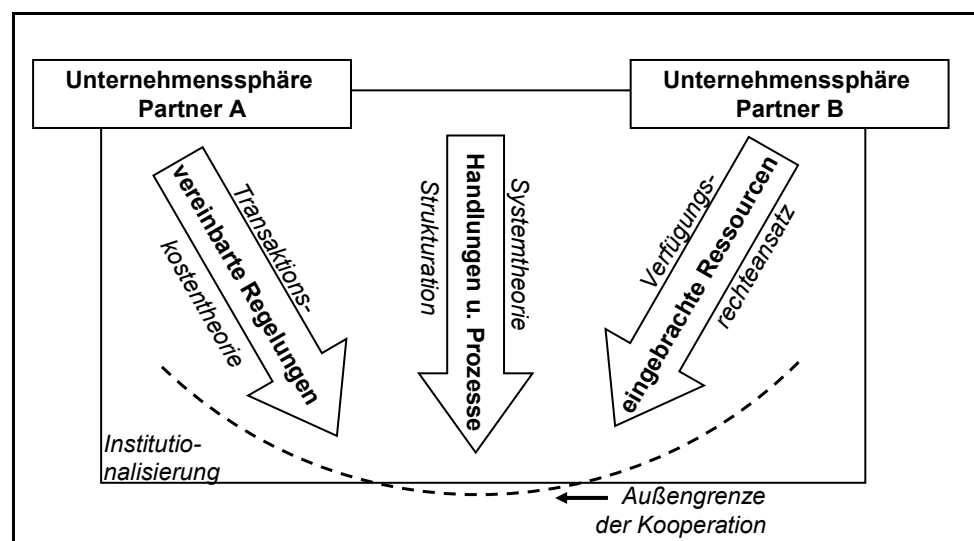 Unternehmenssphäre
Partner A
Unternehmenssphäre
Partner B
Transaktions-
vereinbarte Regelungen
kostentheorie
Systemtheorie
Handlungen u. Prozesse
Strukturation
Verfügungs-
eingebrachte Ressourcen
rechteansatz
Institutio-
nalisierung
Außengrenze
der Kooperation